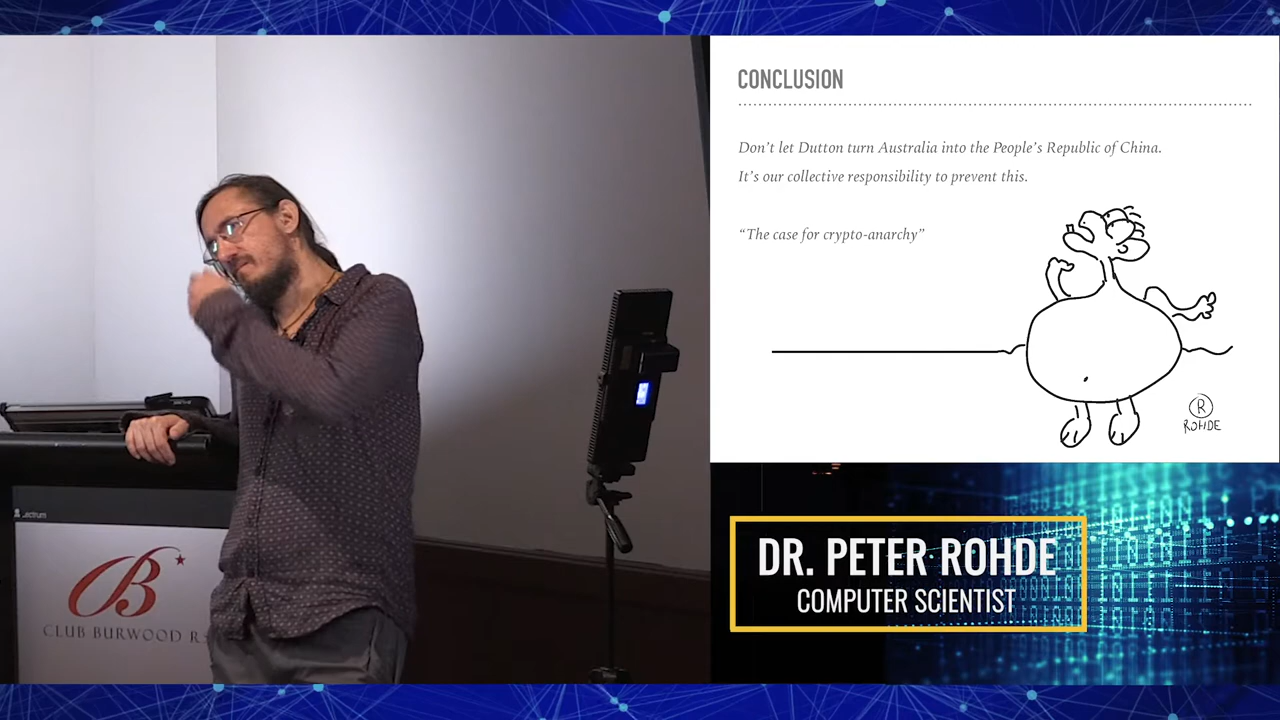 CONCLUSION
Don’t let Dutton turn Australia into the People’s Republic of China.
It’s our collective responsibility to prevent this.
“The case for crypto-anarchy”
R
ROHDE
DR. PETER ROHDE
COMPUTER SCIENTIST
B
CLUB BURWOOD R